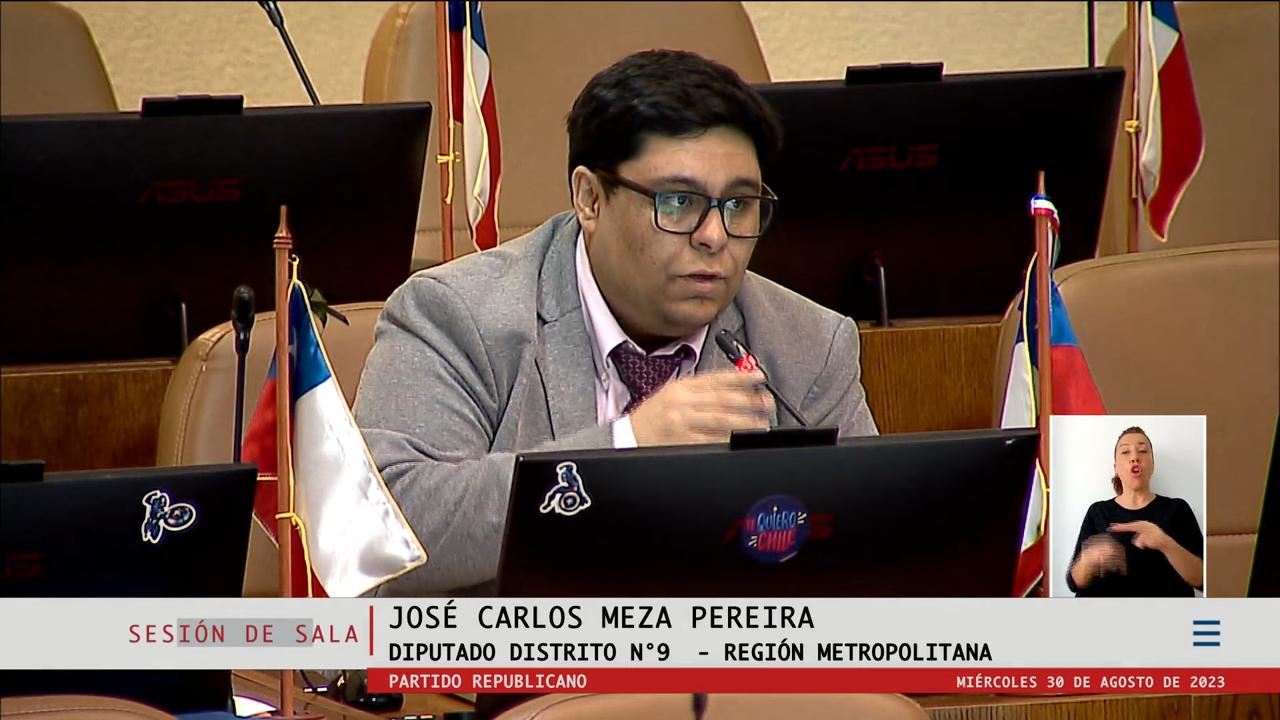 ASUS
ASUS
TE
QUIERO
CHILE
SESIÓN DE SALA
JOSÉ CARLOS MEZA PEREIRA
DIPUTADO DISTRITO N°9 - REGIÓN METROPOLITANA
PARTIDO REPUBLICANO
MIÉRCOLES 30 DE AGOSTO DE 2023